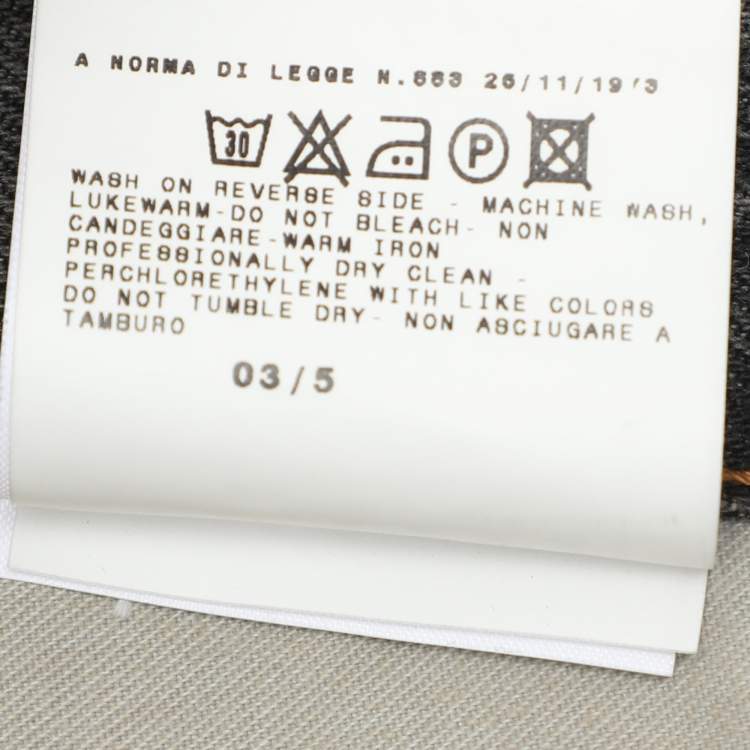 A NORMA DI LEGGE N.883 26/11/1973
30 P
WASH ON REVERSE SIDE - MACHINE WASH,
LUKEWARM-DO NOT BLEACH- NON
CANDEGGIARE-WARM IRON
PROFESSIONALLY DRY CLEAN -
PERCHLORETHYLENE WITH LIKE COLORS
DO NOT TUMBLE DRY- NON ASCIUGARE A
TAMBURO
03/5